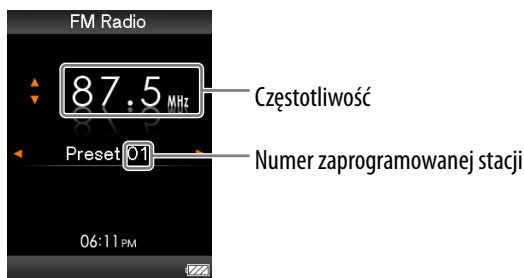 FM Radio
87.5 MHz
Częstotliwość
Preset 01
Numer zaprogramowanej stacji
06:11 PM